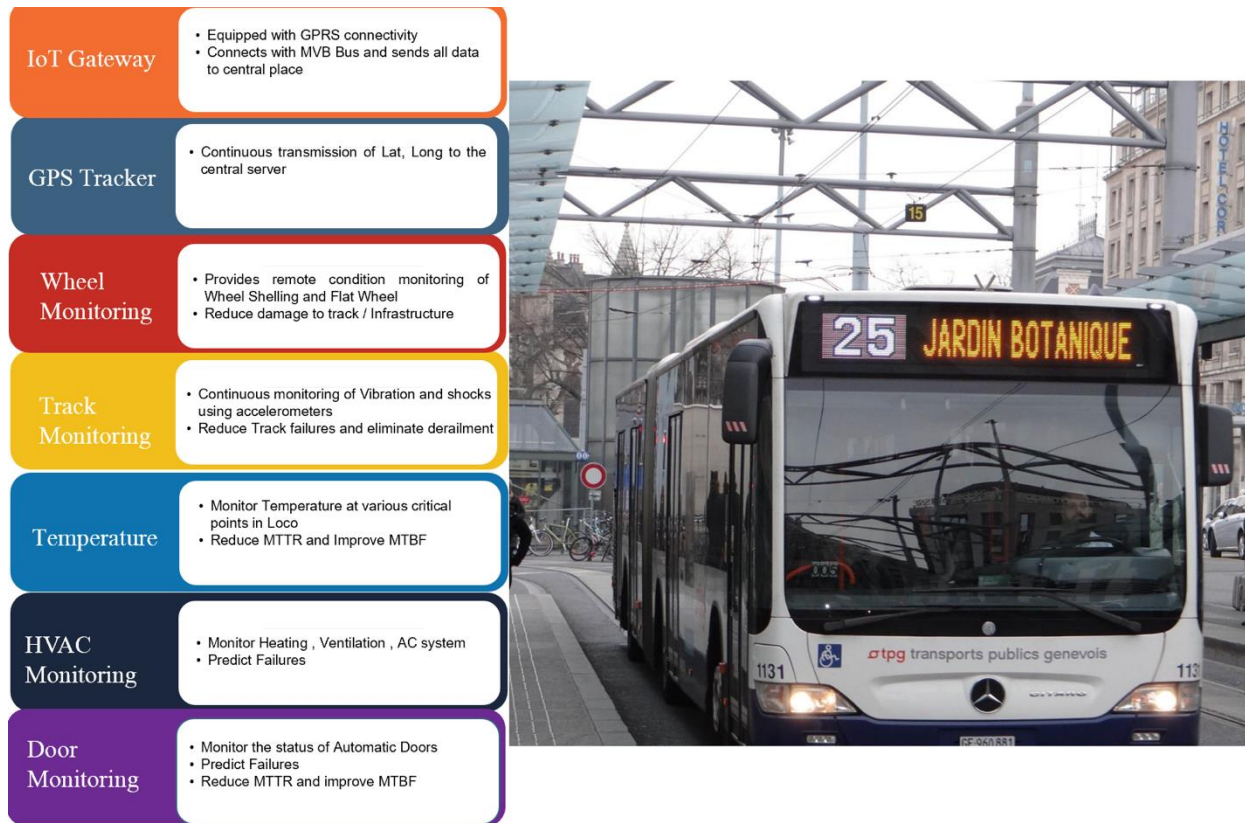 IoT Gateway
• Equipped with GPRS connectivity
• Connects with MVB Bus and sends all data
to central place
GPS Tracker
• Continuous transmission of Lat, Long to the
central server
Wheel
Monitoring
• Provides remote condition monitoring of
Wheel Shelling and Flat Wheel
• Reduce damage to track / Infrastructure
Track
Monitoring
• Continuous monitoring of Vibration and shocks
using accelerometers
• Reduce Track failures and eliminate derailment
Temperature
• Monitor Temperature at various critical
points in Loco
• Reduce MTTR and Improve MTBF
HVAC
Monitoring
• Monitor Heating , Ventilation , AC system
• Predict Failures
Door
Monitoring
• Monitor the status of Automatic Doors
• Predict Failures
• Reduce MTTR and improve MTBF
HOTEL COR
15
25 JARDIN BOTANIQUE
tpg transports publics genevois
1131
1131
CITARO
GE·960881